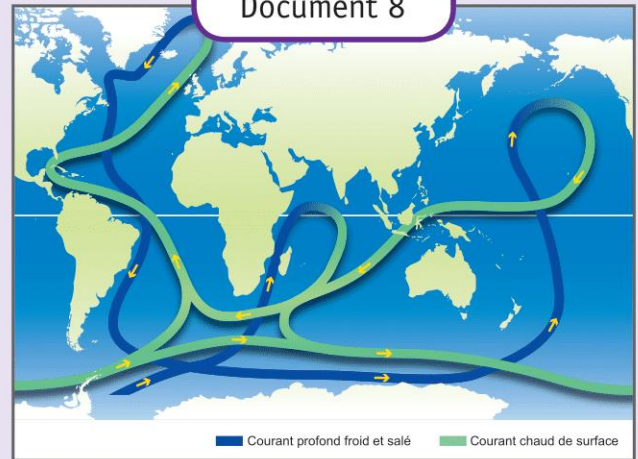 Document 8
Courant profond froid et salé
Courant chaud de surface